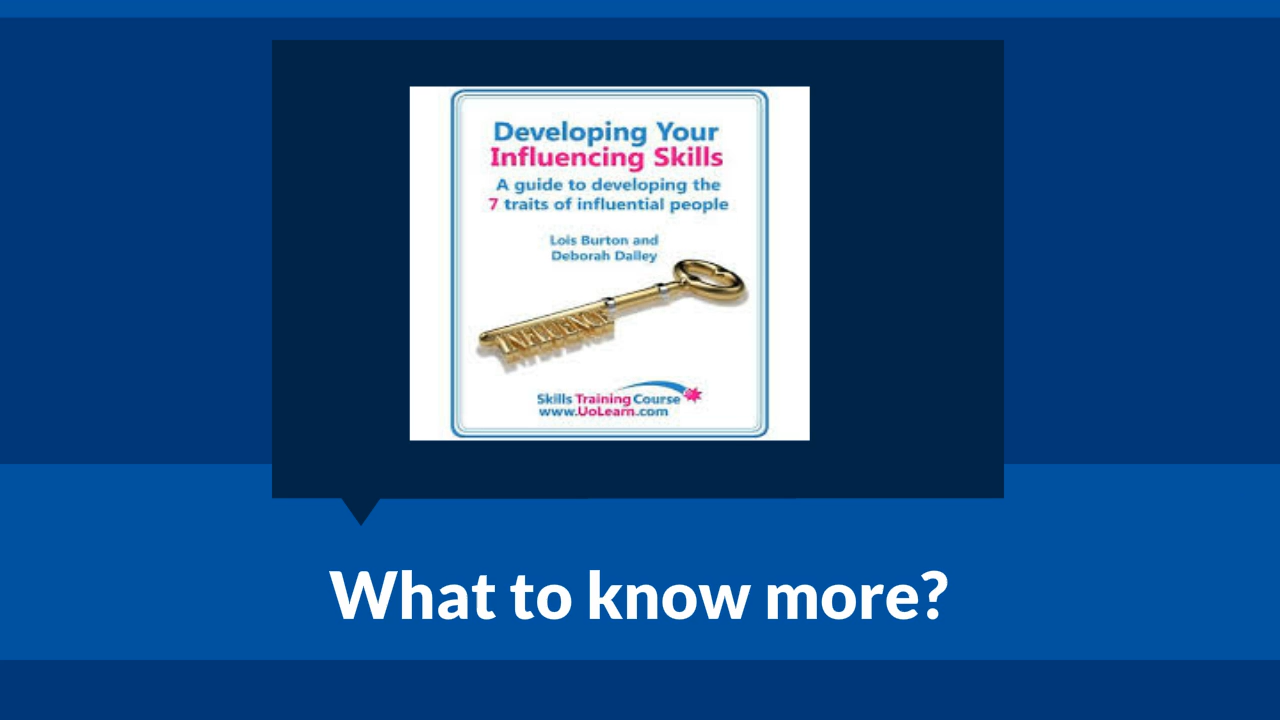 Developing Your
Influencing Skills
A guide to developing the
7 traits of influential people
Lois Burton and
Deborah Dalley
INFLUENCE
Skills Training Course
www.UoLearn.com
What to know more?